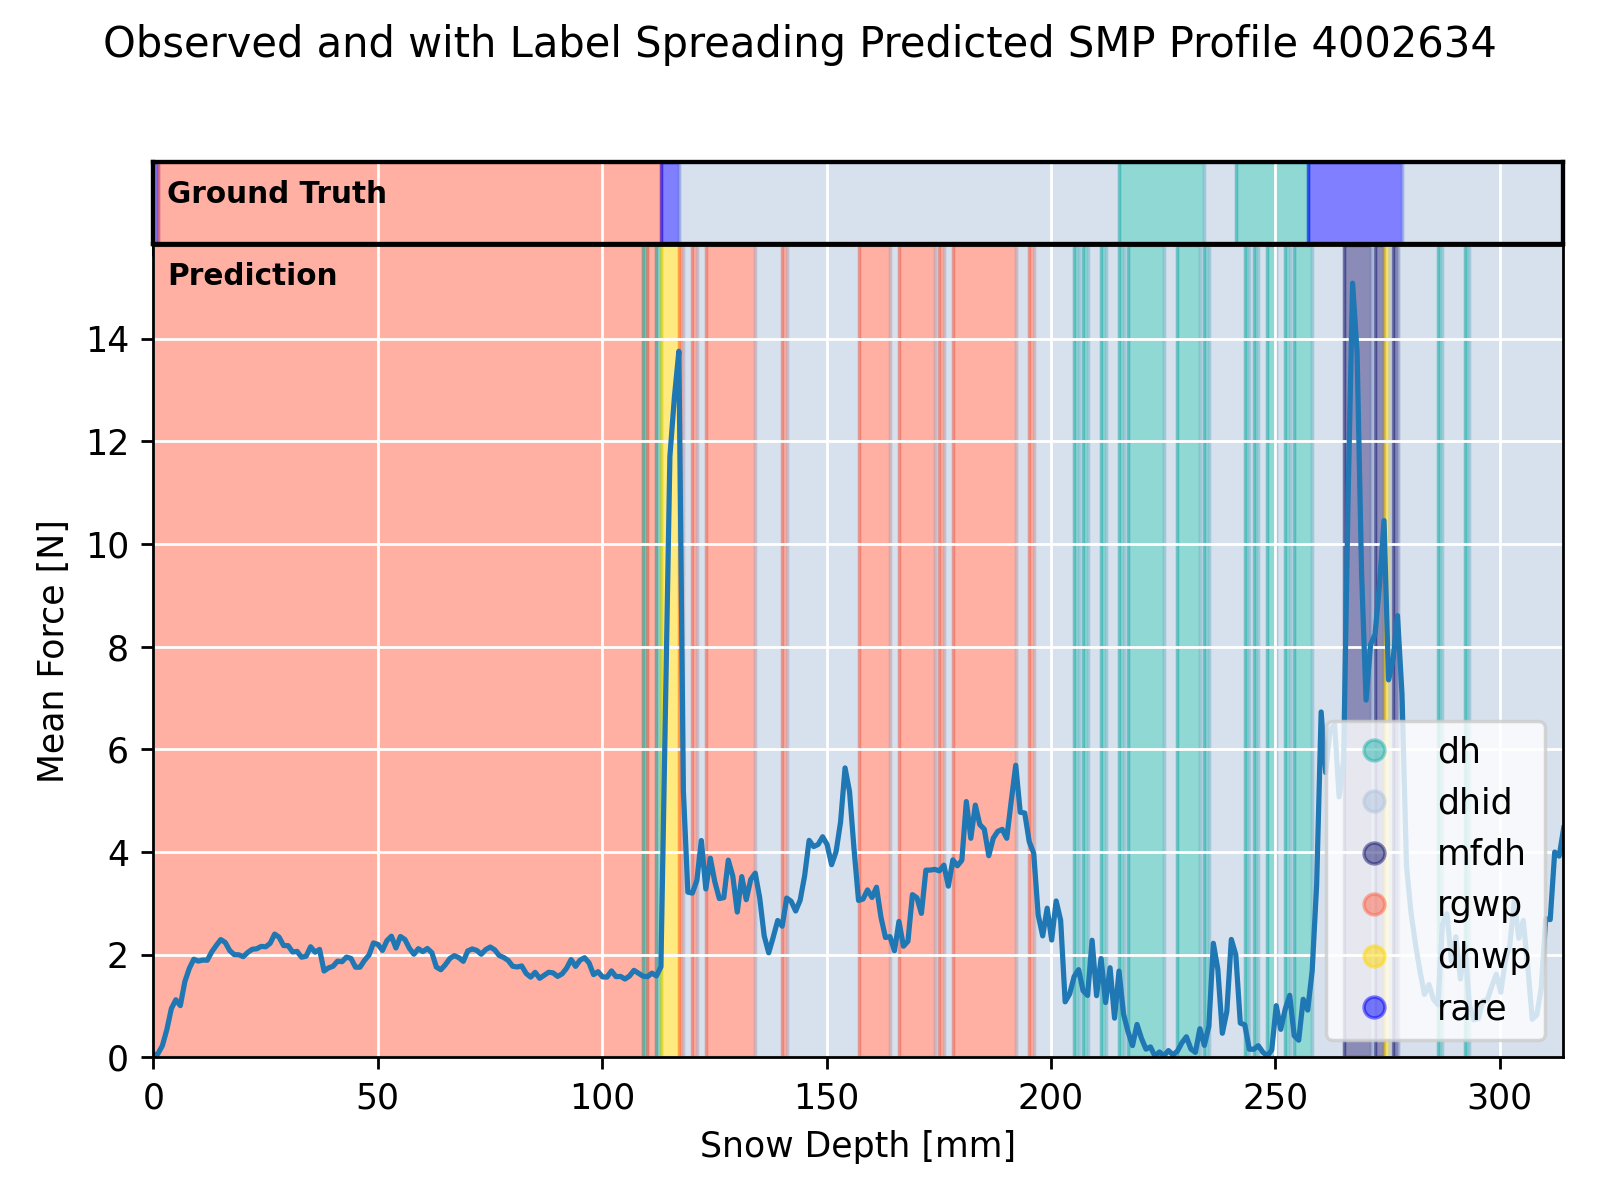 Observed and with Label Spreading Predicted SMP Profile 4002634
Ground Truth
Prediction
14
12
10
8
6
4
2
0
Mean Force [N]
dh
dhid
mfdh
rgwp
dhwp
rare
0 50 100 150 200 250 300
Snow Depth [mm]